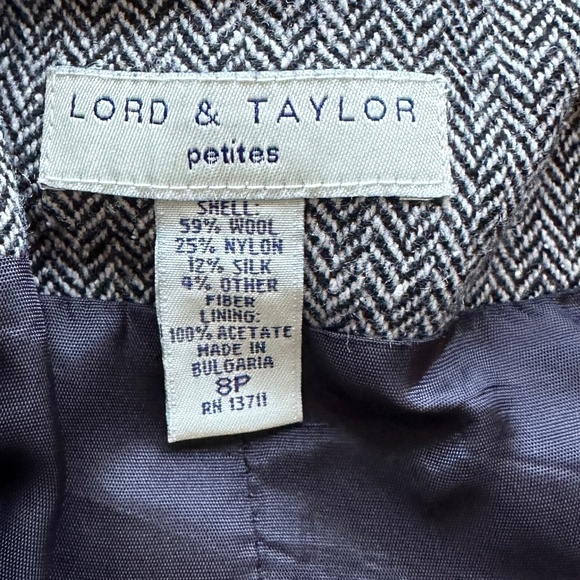 LORD & TAYLOR
petites
SHELL:
59% WOOL
25% NYLON
12% SILK
4% OTHER
FIBER
LINING:
100% ACETATE
MADE IN
BULGARIA
8P
RN 13711